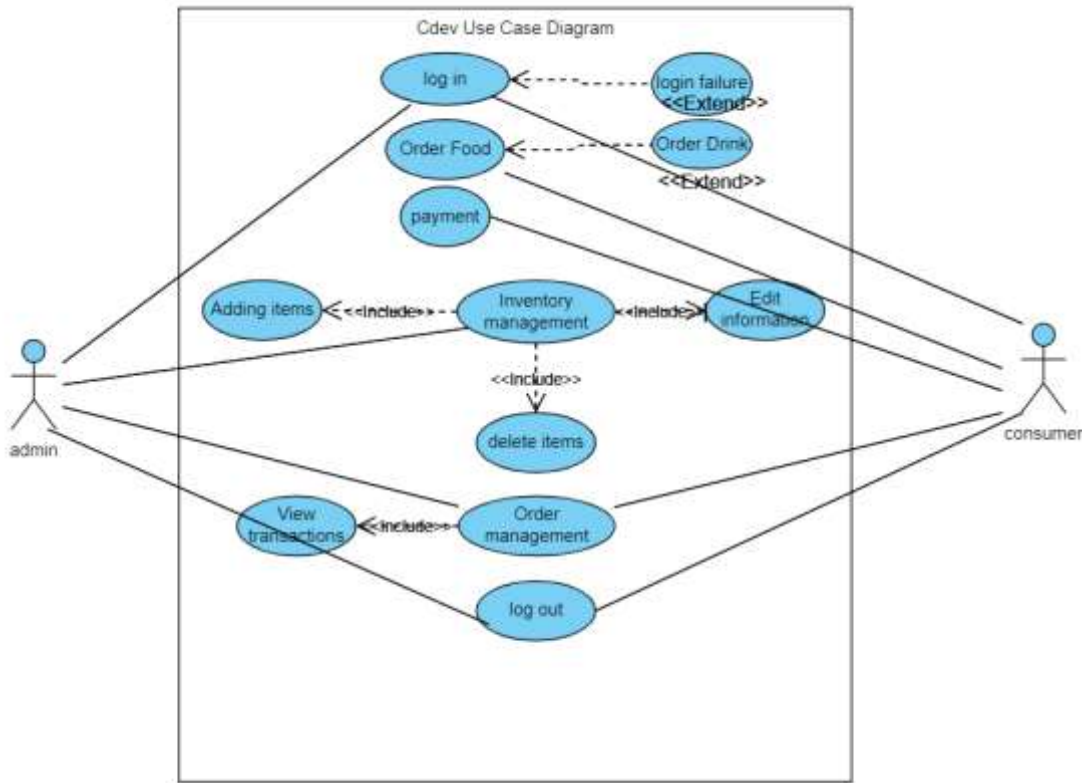 Cdev Use Case Diagram
log in
login failure
<<Extend>>
Order Food
Order Drink
<<Extend>>
payment
Adding items
<<Include>>
Inventory
management
<<Include>>
Edit
information
<<Include>>
delete items
admin
consumer
View
transactions
<<Include>>
Order
management
log out